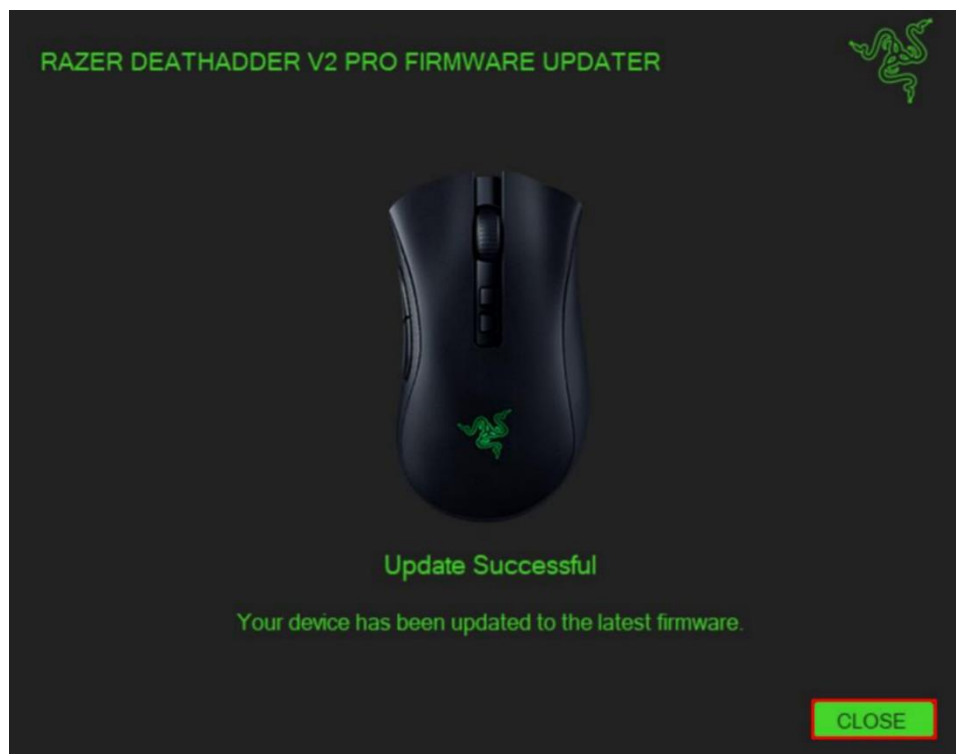 RAZER DEATHADDER V2 PRO FIRMWARE UPDATER
Update Successful
Your device has been updated to the latest firmware.
CLOSE